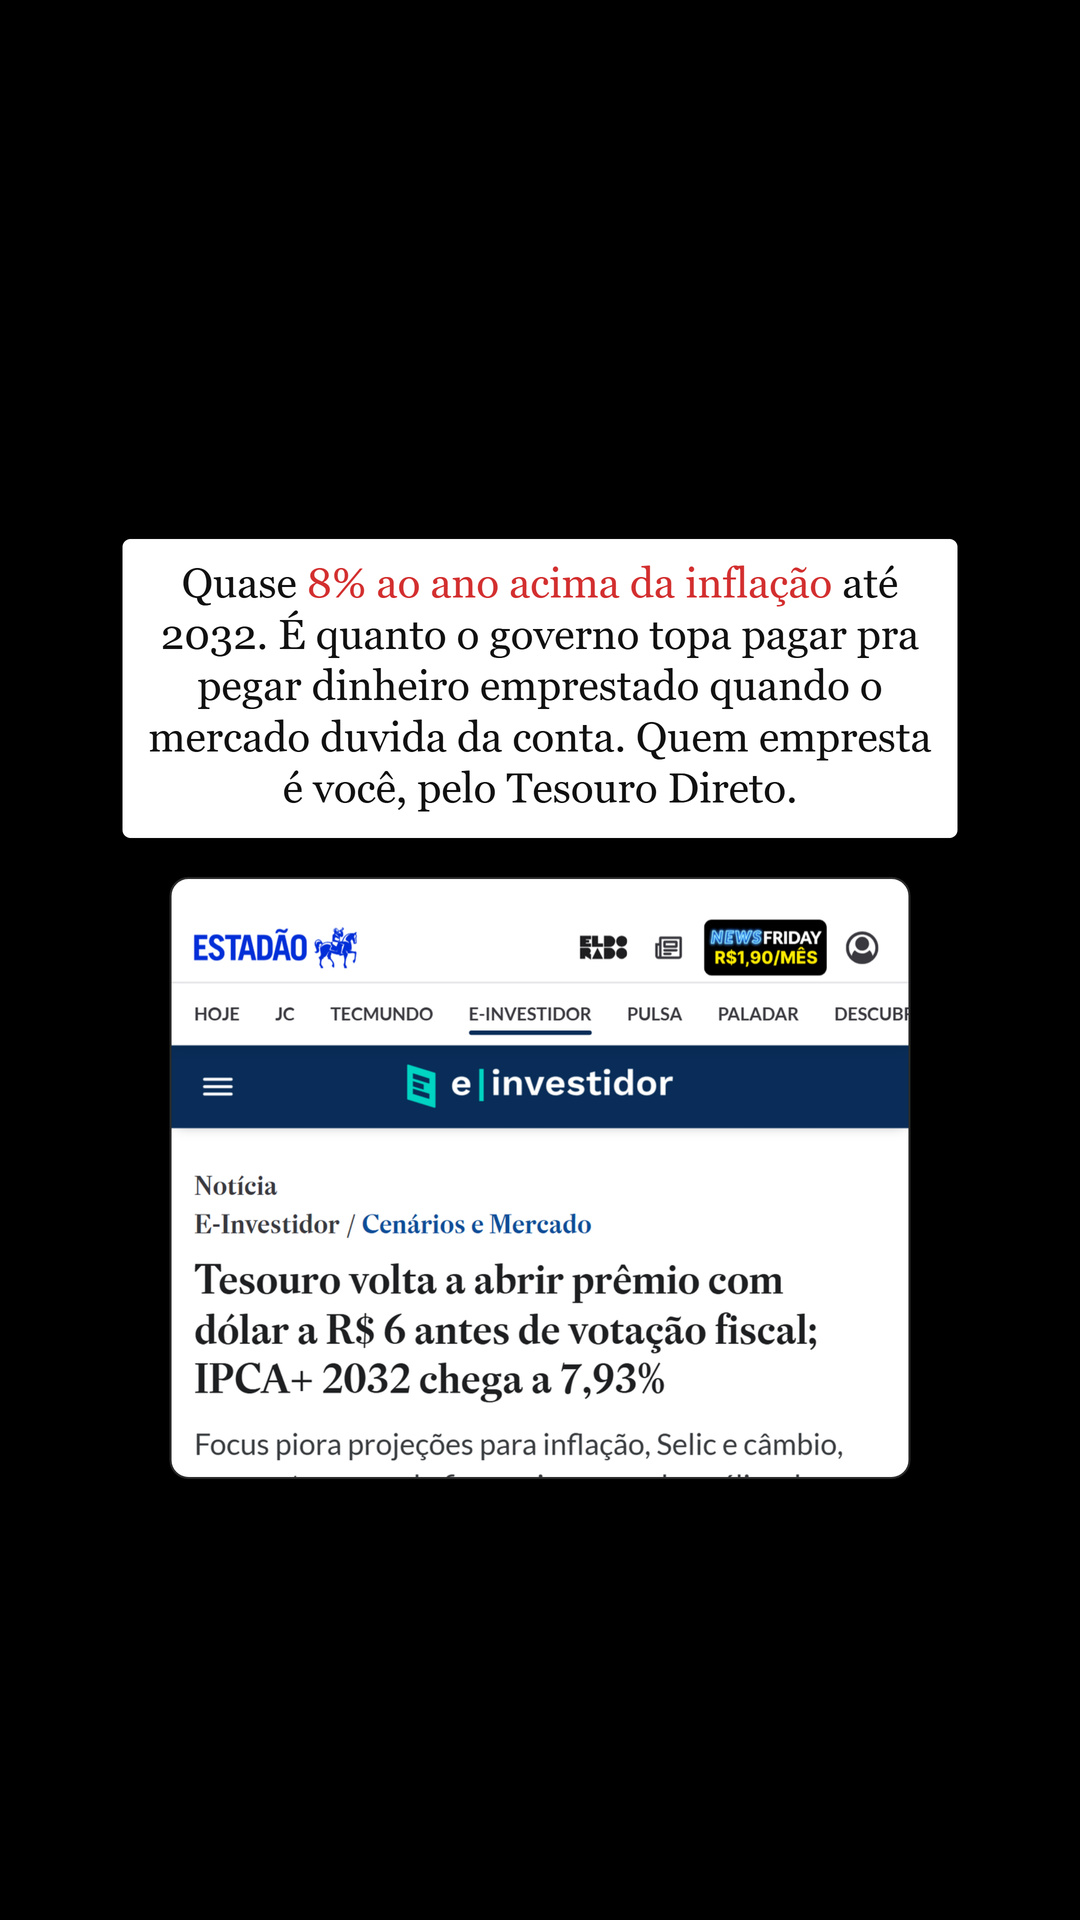 Quase 8% ao ano acima da inflação até
2032. É quanto o governo topa pagar pra
pegar dinheiro emprestado quando o
mercado duvida da conta. Quem empresta
é você, pelo Tesouro Direto.
ESTADÃO
ELDO
RADO
NEWSFRIDAY
R$1,90/MÊS
HOJE JC TECMUNDO E-INVESTIDOR PULSA PALADAR DESCUBR
e|investidor
Notícia
E-Investidor / Cenários e Mercado
Tesouro volta a abrir prêmio com
dólar a R$ 6 antes de votação fiscal;
IPCA+ 2032 chega a 7,93%
Focus piora projeções para inflação, Selic e câmbio,